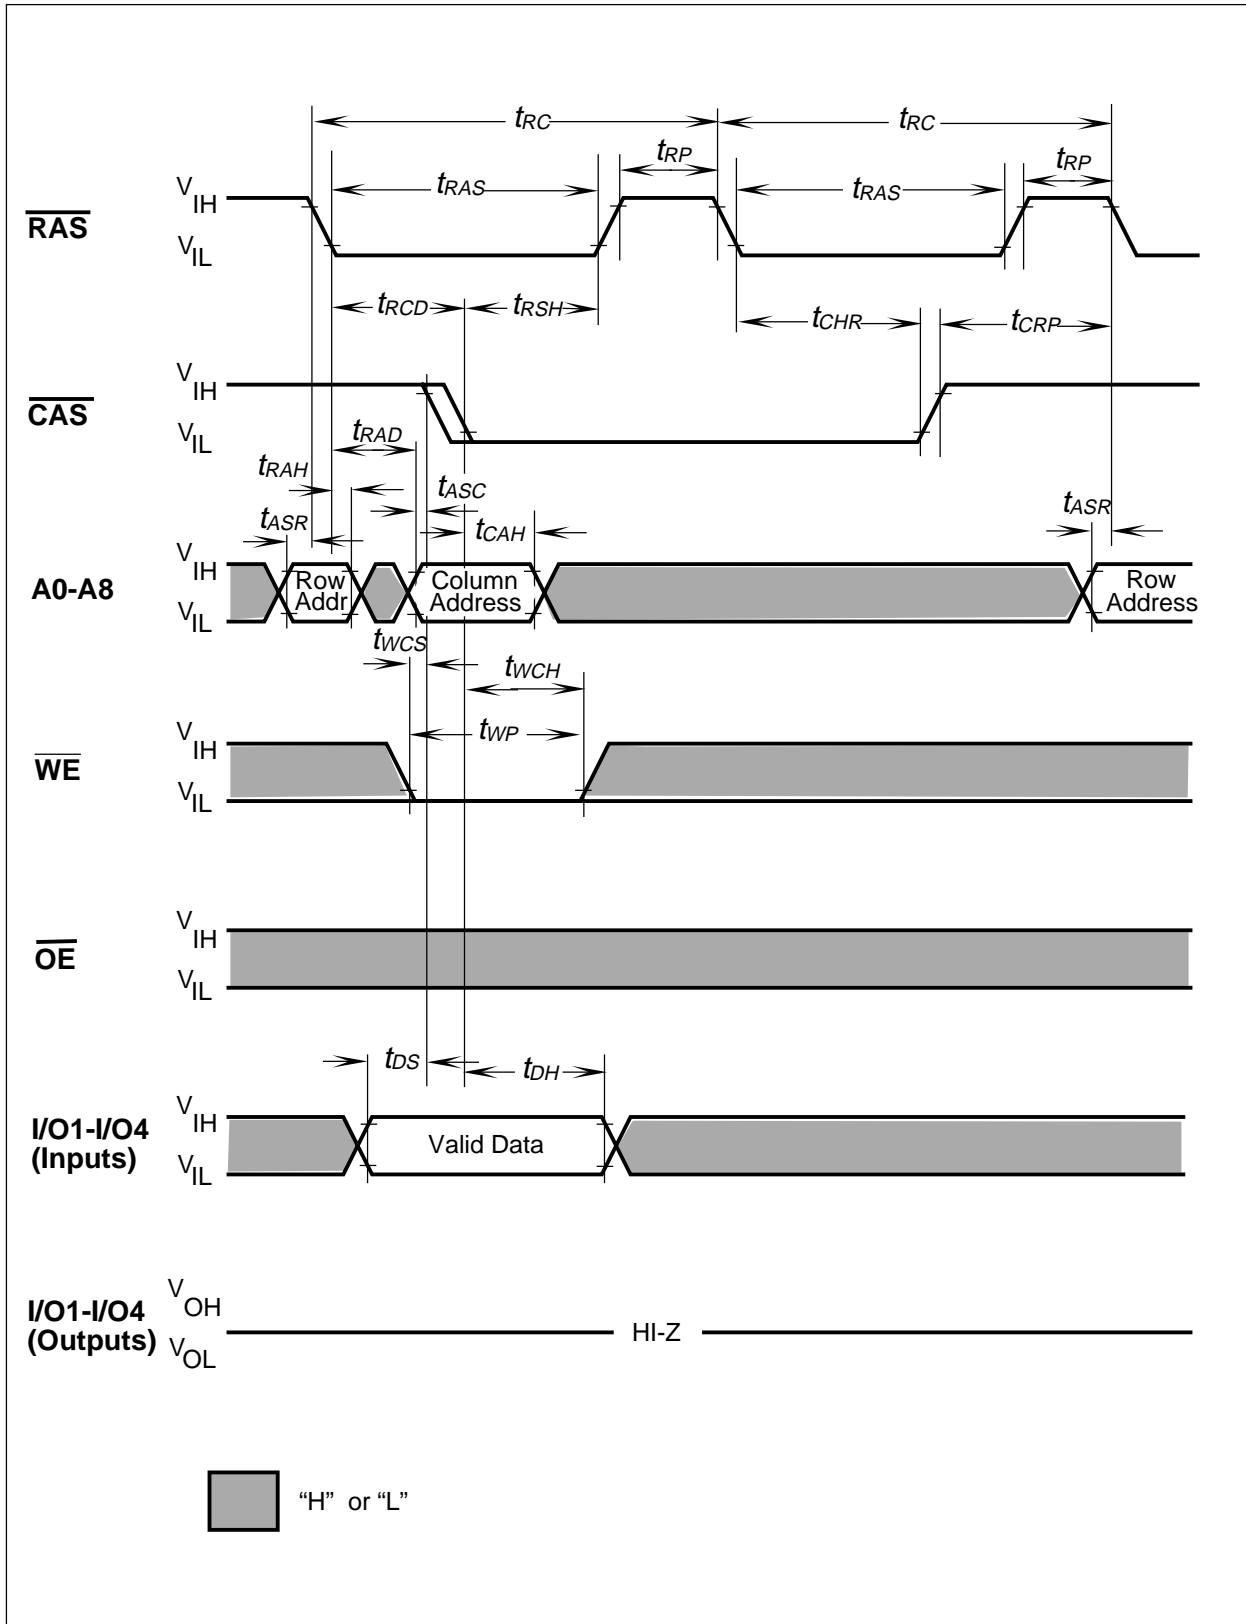 tRC tRC
tRP tRP
tRAS tRAS
RAS
VIH
VIL
tRCD tRSH
tCHR tCRP
CAS
VIH
VIL
tRAD
tRAH
tASC
tASR tCAH tASR
A0-A8
VIH
VIL
Row
Addr
Column
Address
Row
Address
tWCS
tWCH
tWP
WE
VIH
VIL
OE
VIH
VIL
tDS tDH
I/O1-I/O4
(Inputs)
VIH
VIL
Valid Data
I/O1-I/O4
(Outputs)
VOH
VOL
HI-Z
“H” or “L”